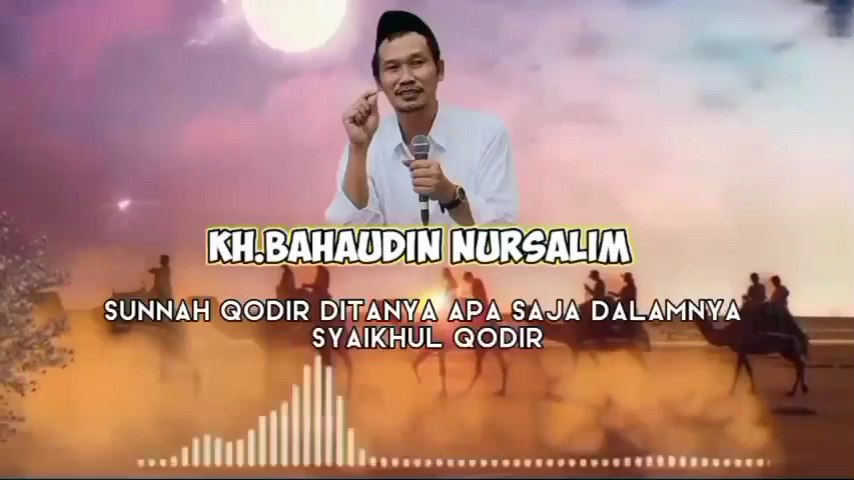 KH.BAHAUDIN NURSALIM
SUNNAH QODIR DITANYA APA SAJA DALAMNYA
SYAIKHUL QODIR